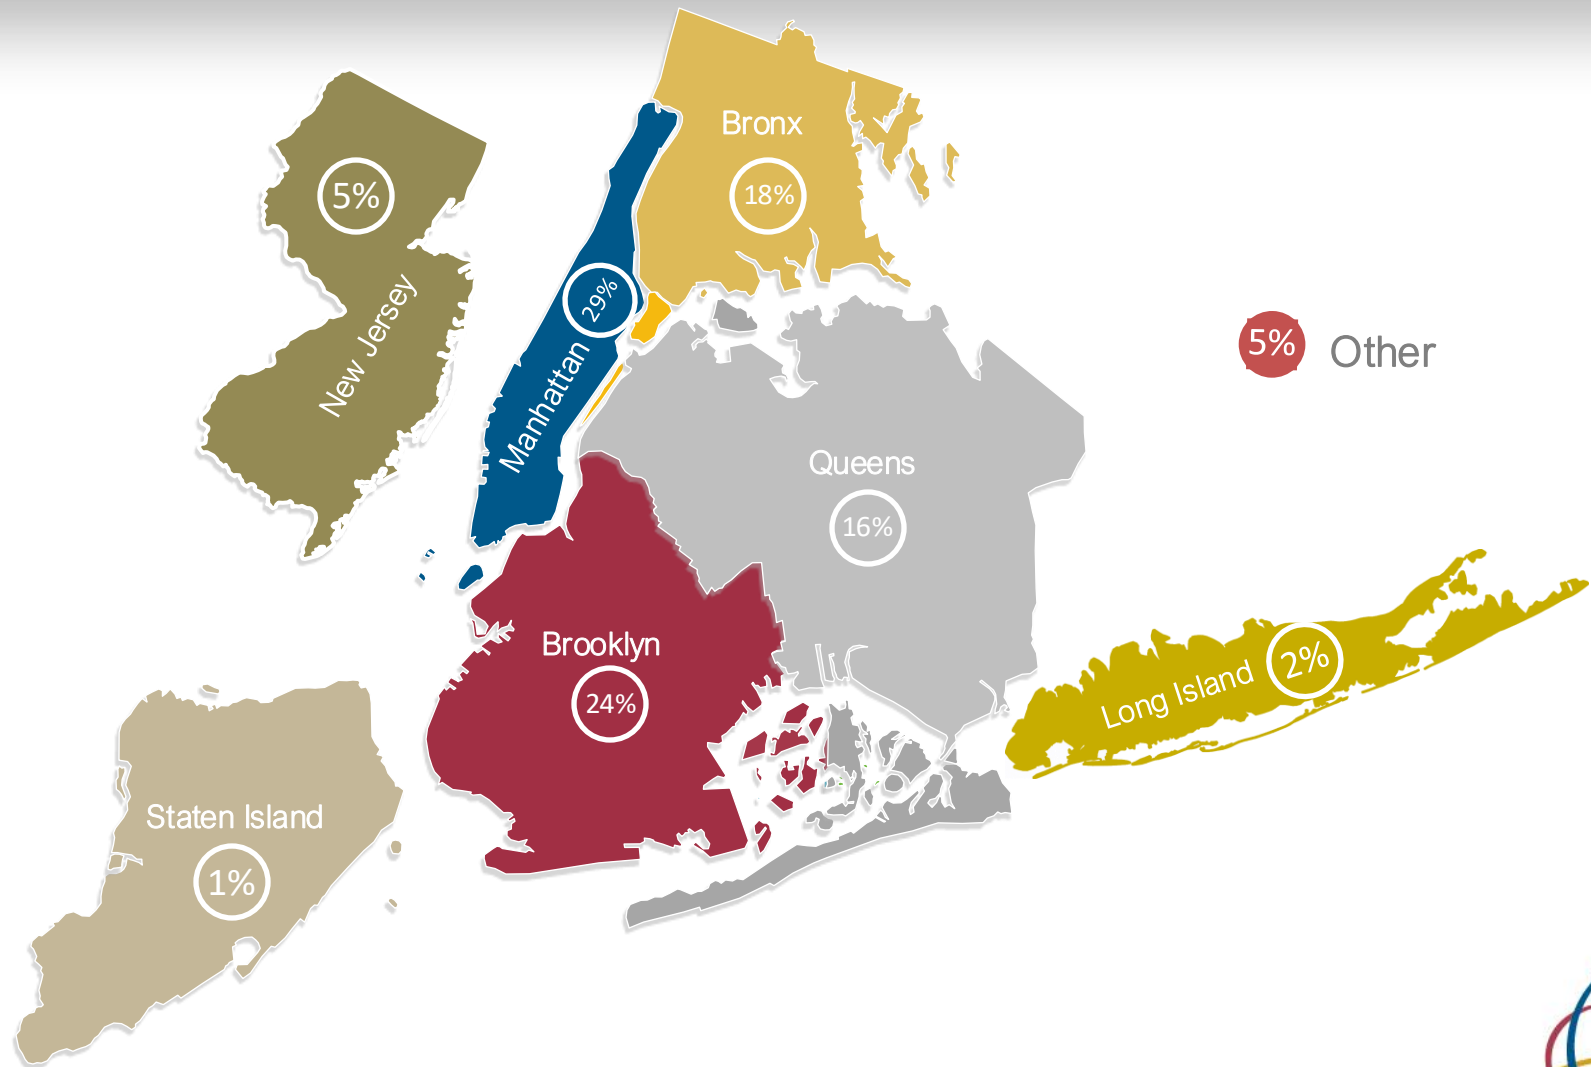 Bronx
18%
5%
New Jersey
29%
Manhattan
5% Other
Queens
16%
Brooklyn
24%
Long Island 2%
Staten Island
1%